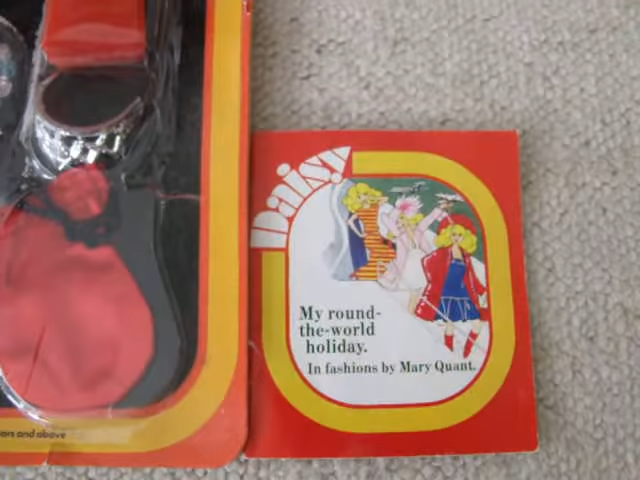 Daisy
My round-
the-world
holiday.
In fashions by Mary Quant.
and above